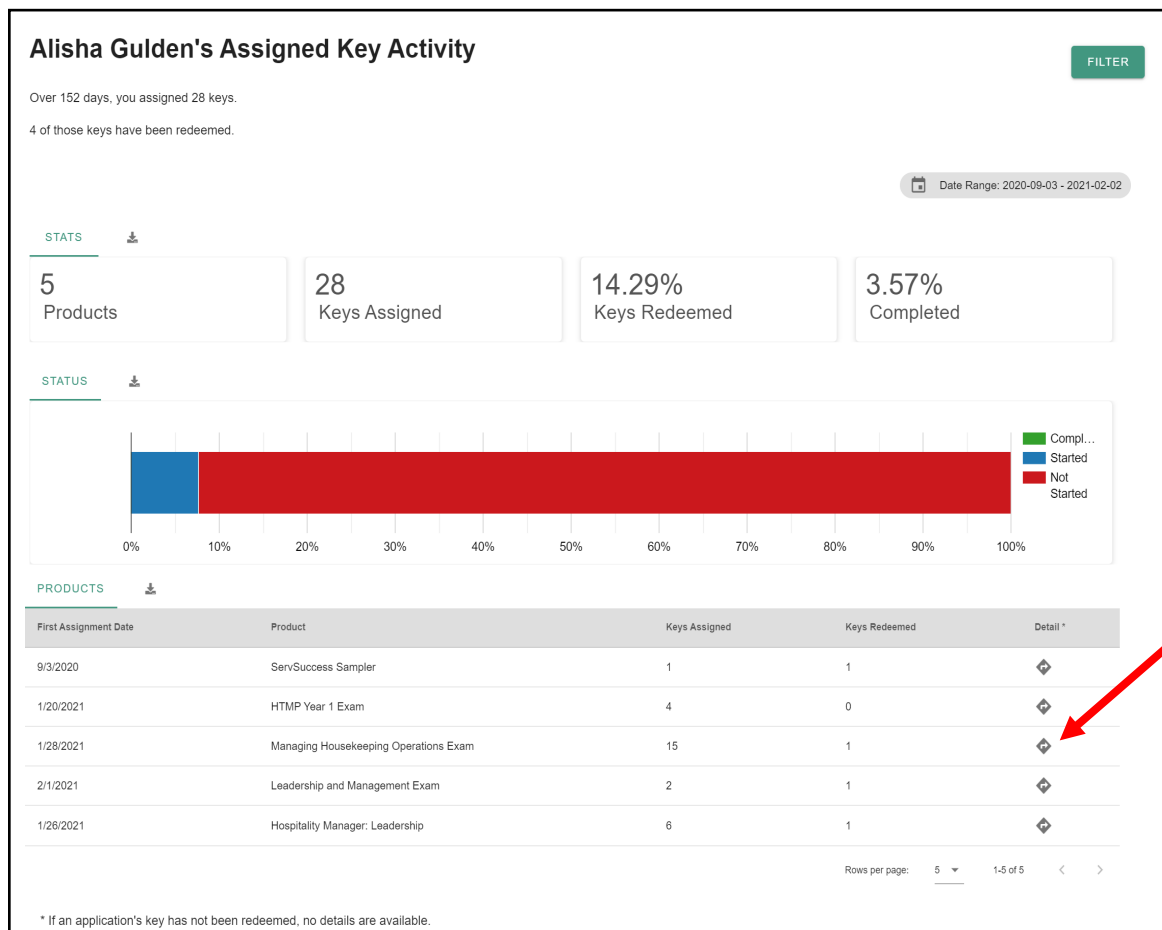 Alisha Gulden's Assigned Key Activity
FILTER
Over 152 days, you assigned 28 keys.
4 of those keys have been redeemed.
Date Range: 2020-09-03 - 2021-02-02
STATS
5 28 14.29% 3.57%
Products Keys Assigned Keys Redeemed Completed
STATUS
Compl...
Started
Not
Started
0% 10% 20% 30% 40% 50% 60% 70% 80% 90% 100%
PRODUCTS
First Assignment Date Product Keys Assigned Keys Redeemed Detail *
9/3/2020 ServSuccess Sampler 1 1
1/20/2021 HTMP Year 1 Exam 4 0
1/28/2021 Managing Housekeeping Operations Exam 15 1
2/1/2021 Leadership and Management Exam 2 1
1/26/2021 Hospitality Manager: Leadership 6 1
Rows per page: 5 1-5 of 5
* If an application's key has not been redeemed, no details are available.